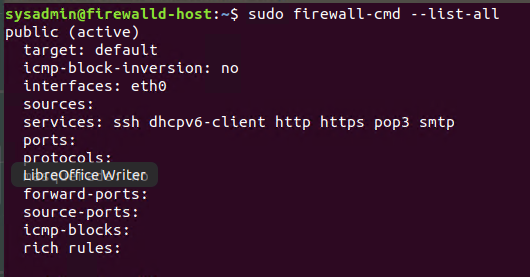 sysadmin@firewalld-host:~$ sudo firewall-cmd --list-all
public (active)
target: default
icmp-block-inversion: no
interfaces: eth0
sources:
services: ssh dhcpv6-client http https pop3 smtp
ports:
protocols:
LibreOffice Writer
forward-ports:
source-ports:
icmp-blocks:
rich rules: